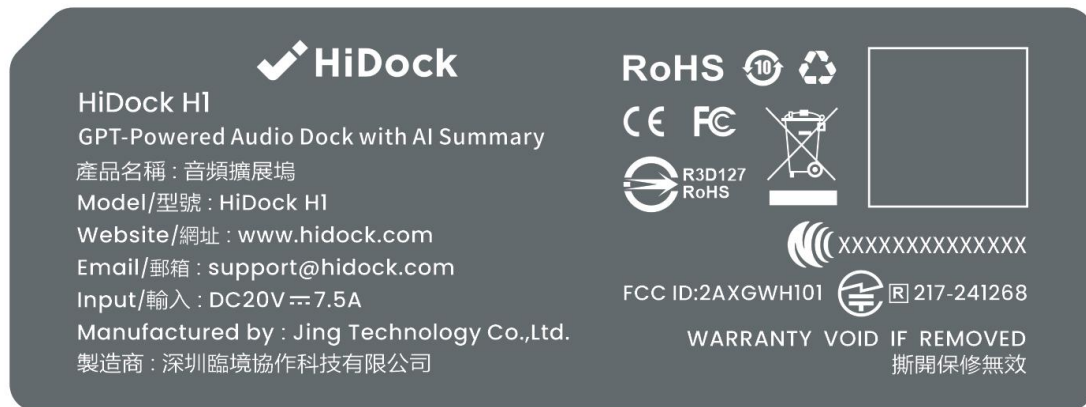 HiDock
HiDock H1
GPT-Powered Audio Dock with AI Summary
產品名稱 : 音頻擴展塢
Model/型號 : HiDock H1
Website/網址 : www.hidock.com
Email/郵箱 : support@hidock.com
Input/輸入 : DC20V⎓7.5A
Manufactured by : Jing Technology Co.,Ltd.
製造商 : 深圳臨境協作科技有限公司
RoHS 10
CE FC
R3D127
RoHS
XXXXXXXXXXXXXX
FCC ID:2AXGWH101 R 217-241268
WARRANTY VOID IF REMOVED
撕開保修無效